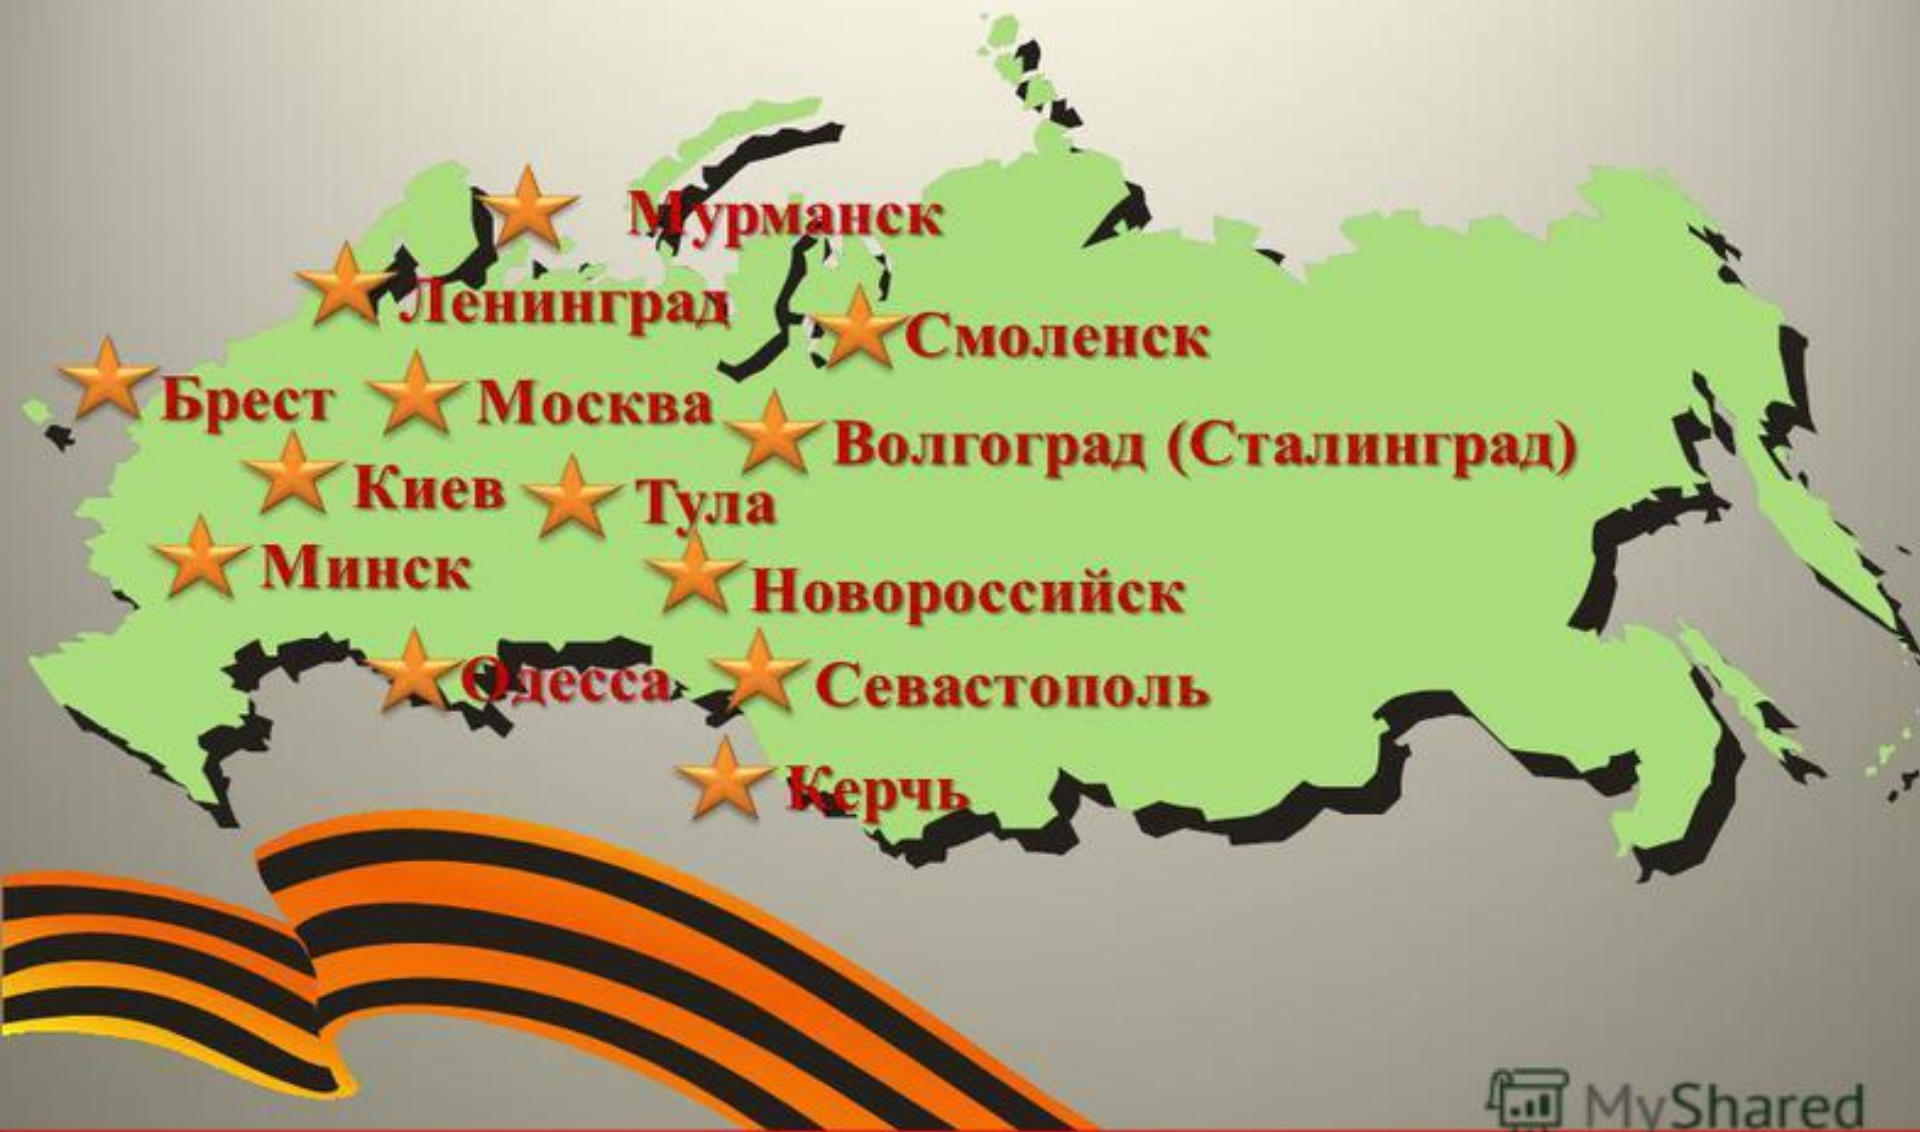 Мурманск
Ленинград
Смоленск
Брест
Москва
Волгоград (Сталинград)
Киев
Тула
Минск
Новороссийск
Одесса
Севастополь
Керчь
MyShared